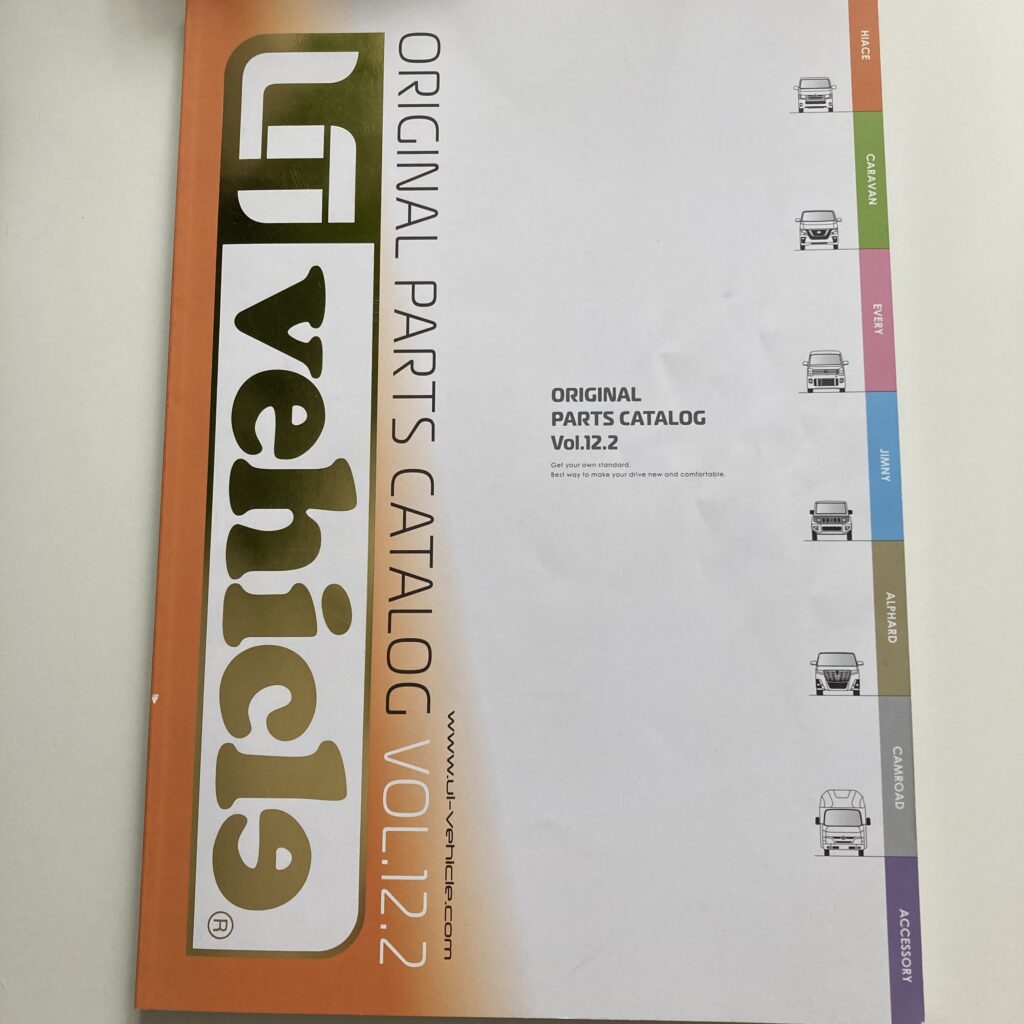 UI vehicle®
ORIGINAL PARTS CATALOG VOL.12.2
www.ui-vehicle.com
ORIGINAL
PARTS CATALOG
Vol.12.2
Get your own standard.
Best way to make your drive new and comfortable.
HIACE
CARAVAN
EVERY
JIMNY
ALPHARD
CAMROAD
ACCESSORY